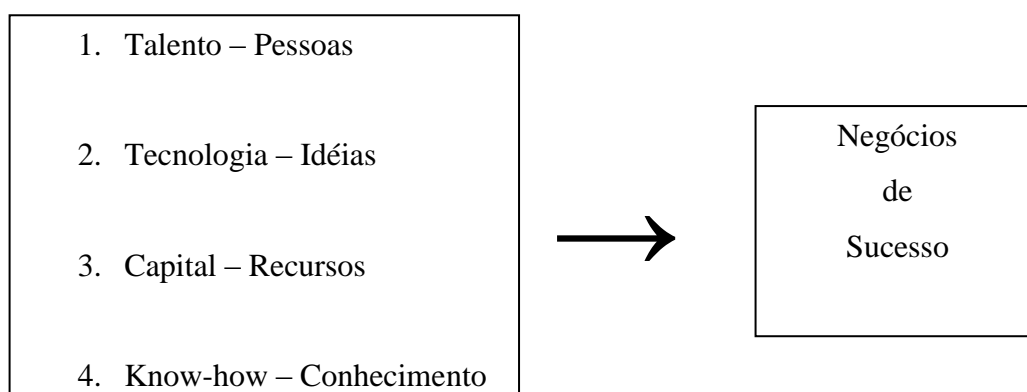 1. Talento – Pessoas
2. Tecnologia – Idéias
3. Capital – Recursos
4. Know-how – Conhecimento
Negócios
de
Sucesso